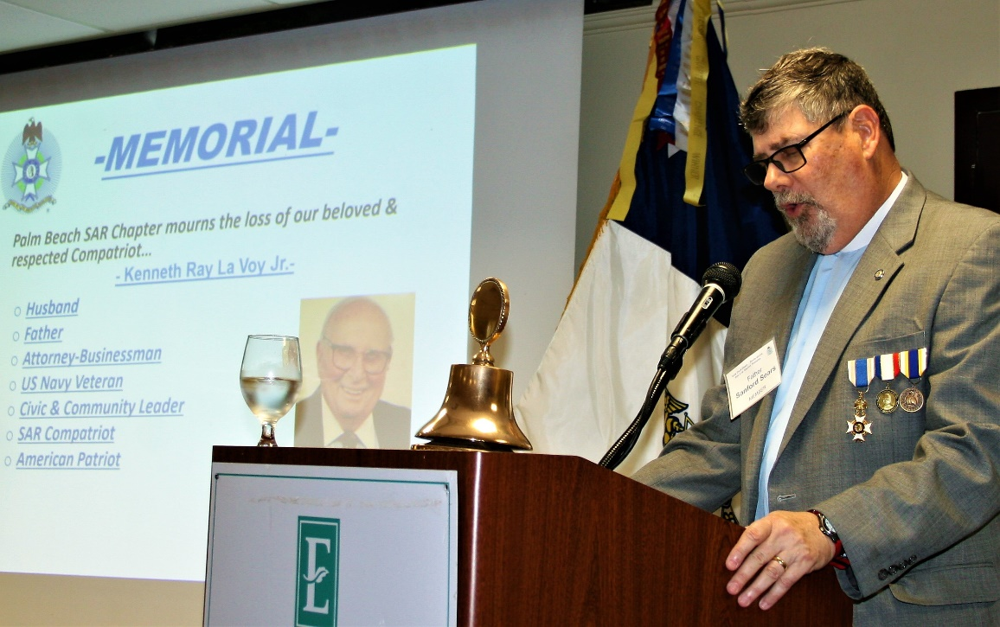 -MEMORIAL-
Palm Beach SAR Chapter mourns the loss of our beloved &
respected Compatriot...
- Kenneth Ray La Voy Jr.-
Husband
Father
Attorney-Businessman
US Navy Veteran
Civic & Community Leader
SAR Compatriot
American Patriot
Father
Sanford Sears